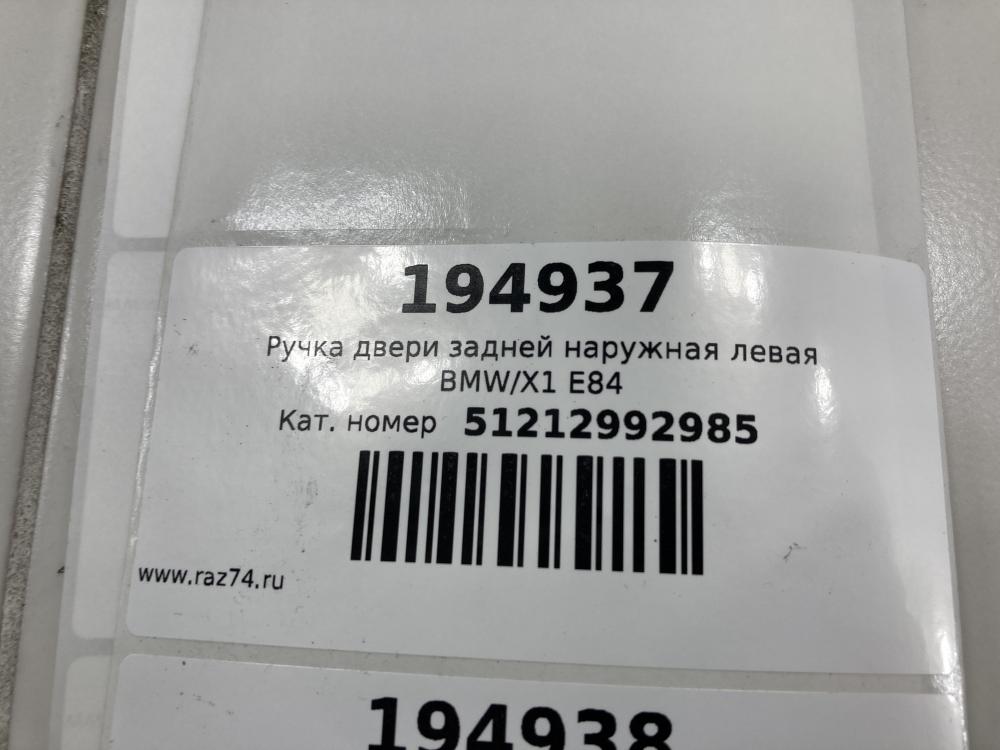 194937
Ручка двери задней наружная левая
BMW/X1 E84
Кат. номер 51212992985
www.raz74.ru
194938